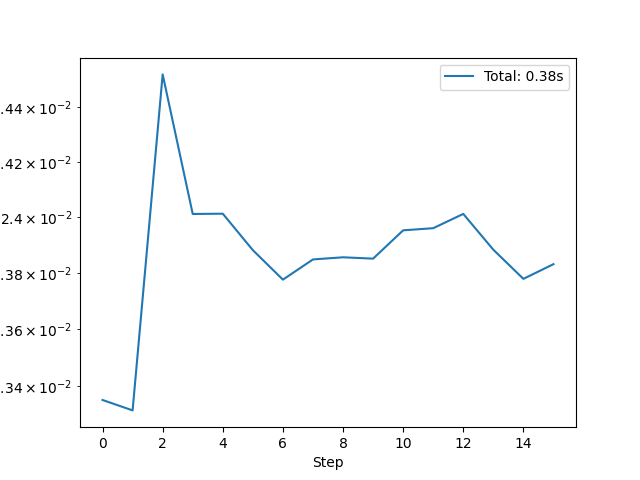 Total: 0.38s
.44 × 10⁻²
.42 × 10⁻²
2.4 × 10⁻²
.38 × 10⁻²
.36 × 10⁻²
.34 × 10⁻²
0 2 4 6 8 10 12 14
Step